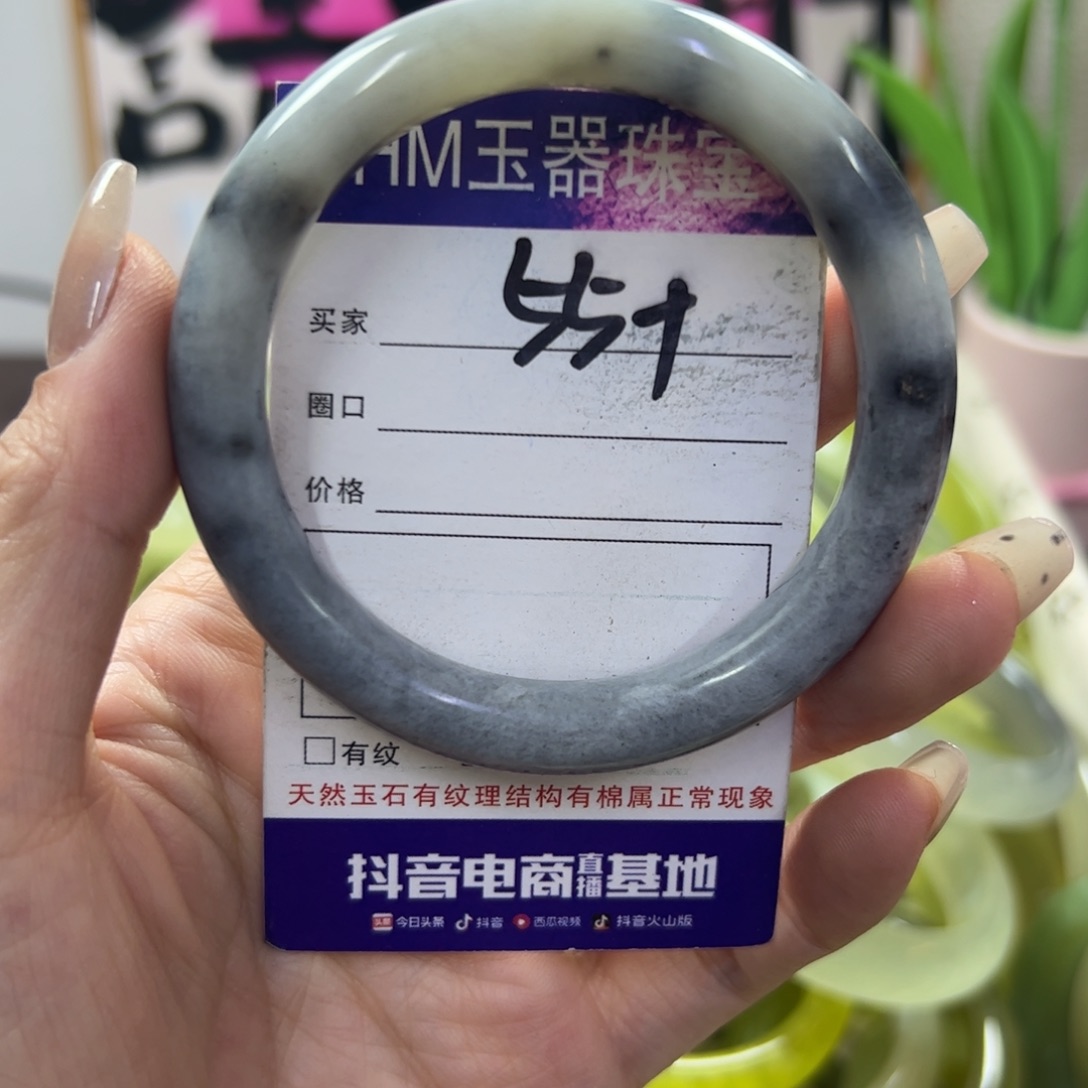 HM玉器珠宝
买家
圈口
价格
有纹
天然玉石有纹理结构有棉属正常现象
抖音电商直播基地
今日头条 抖音 西瓜视频 抖音火山版